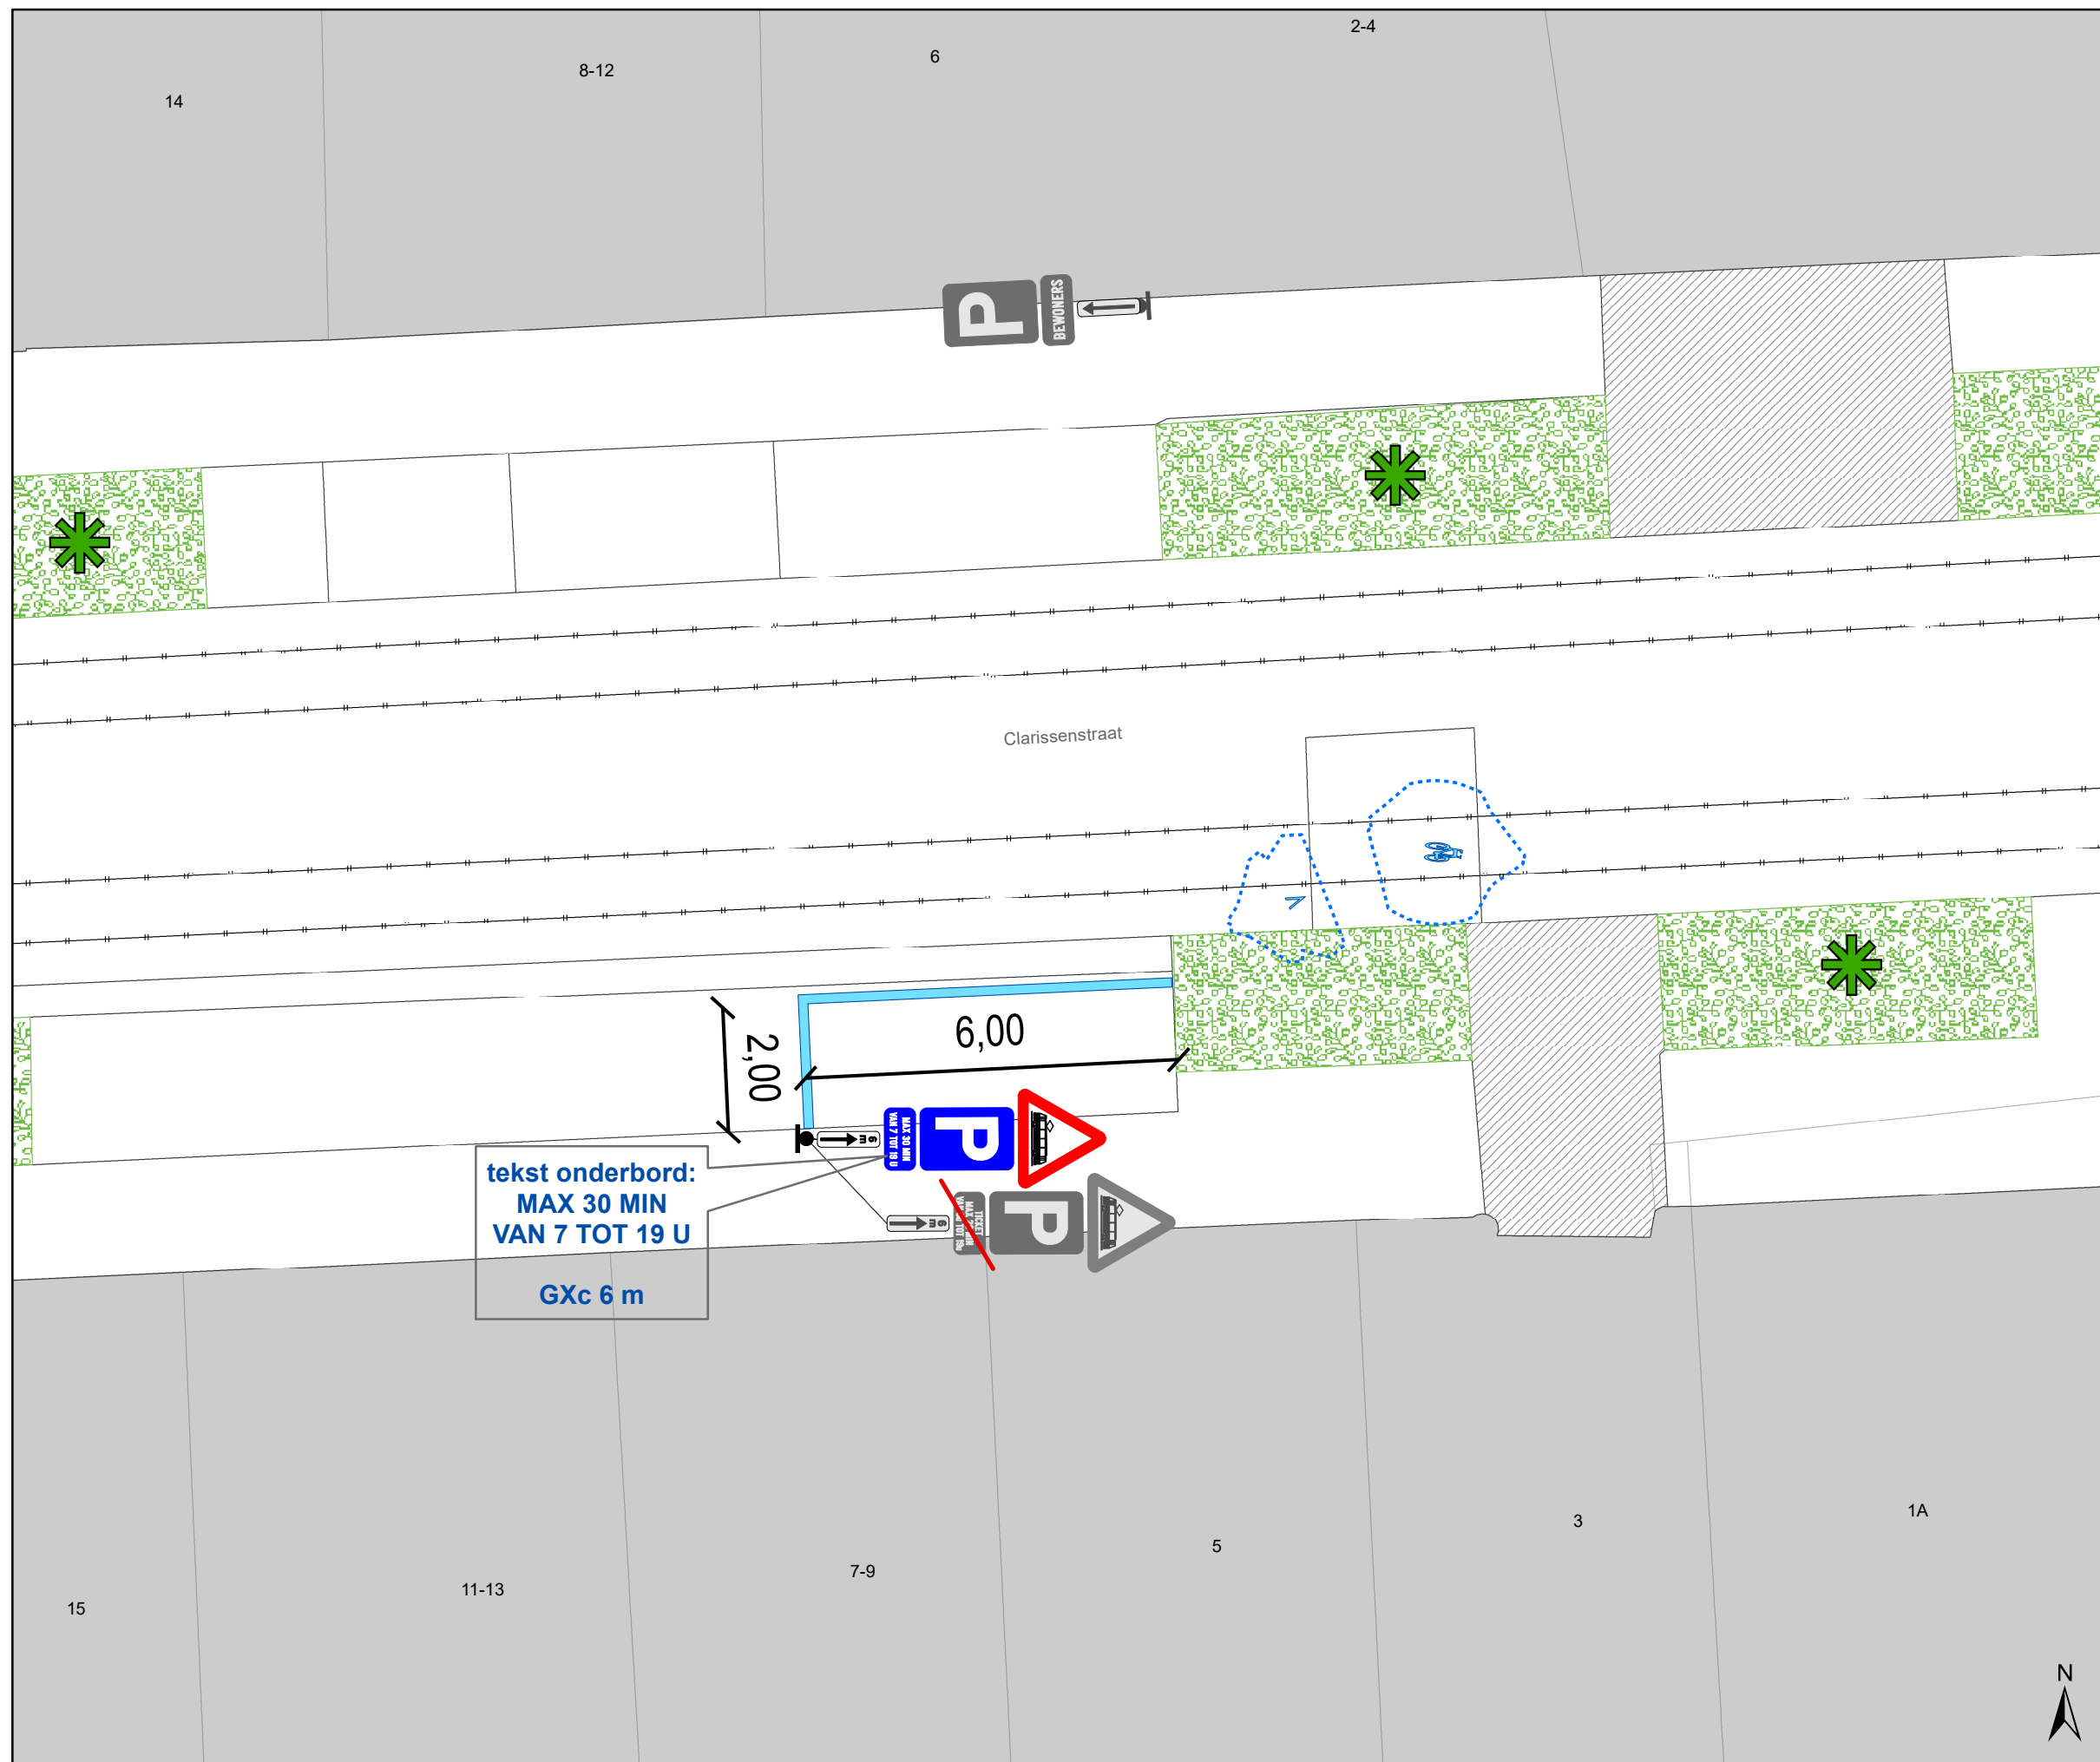 2-4
6
8-12
14
P
BEWONERS
Clarissenstraat
2,00
6,00
6 m
MAX 30 MIN
VAN 7 TOT 19 U
P
tekst onderbord:
MAX 30 MIN
VAN 7 TOT 19 U
GXc 6 m
6 m
TICKET
P
1A
3
5
7-9
11-13
15
N